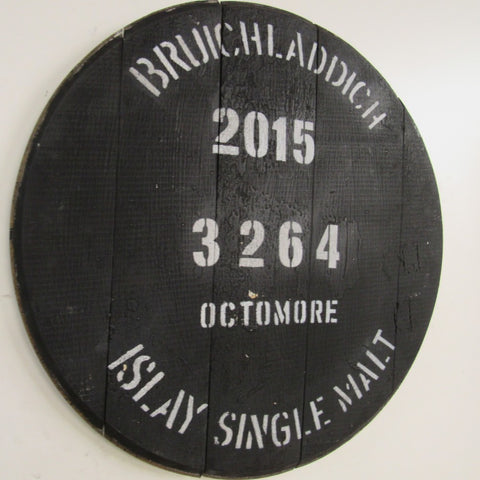 BRUICHLADDICH
2015
3264
OCTOMORE
ISLAY SINGLE MALT